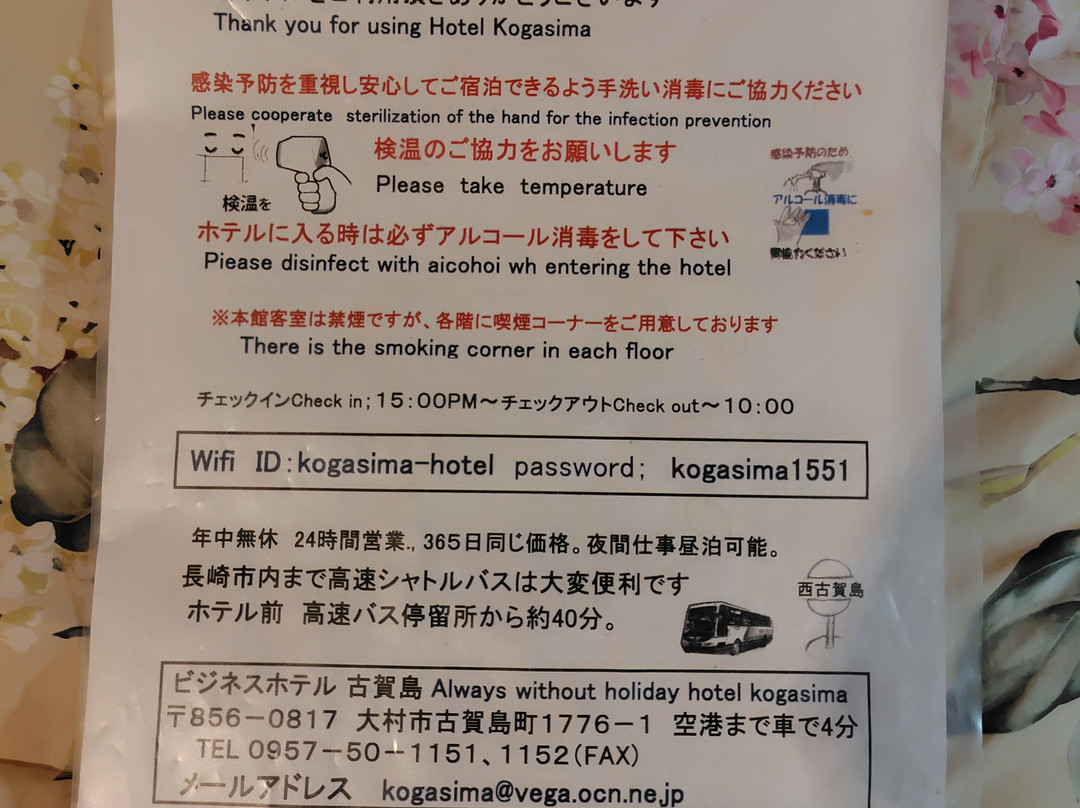 Thank you for using Hotel Kogasima
感染予防を重視し安心してご宿泊できるよう手洗い消毒にご協力ください
Please cooperate sterilization of the hand for the infection prevention
検温のご協力をお願いします
Please take temperature
検温を
感染予防のため
アルコール消毒に
ください
ホテルに入る時は必ずアルコール消毒をして下さい
Piease disinfect with aicohoi wh entering the hotel
※本館客室は禁煙ですが、各階に喫煙コーナーをご用意しております
There is the smoking corner in each floor
チェックインCheck in;15:00PM～チェックアウトCheck out～10:00
Wifi ID:kogasima-hotel password; kogasima1551
年中無休 24時間営業., 365日同じ価格。夜間仕事昼泊可能。
長崎市内まで高速シャトルバスは大変便利です
ホテル前 高速バス停留所から約40分。
西古賀島
ビジネスホテル 古賀島 Always without holiday hotel kogasima
〒856－0817 大村市古賀島町1776－1 空港まで車で4分
TEL 0957－50－1151、1152(FAX)
メールアドレス kogasima@vega.ocn.ne.jp